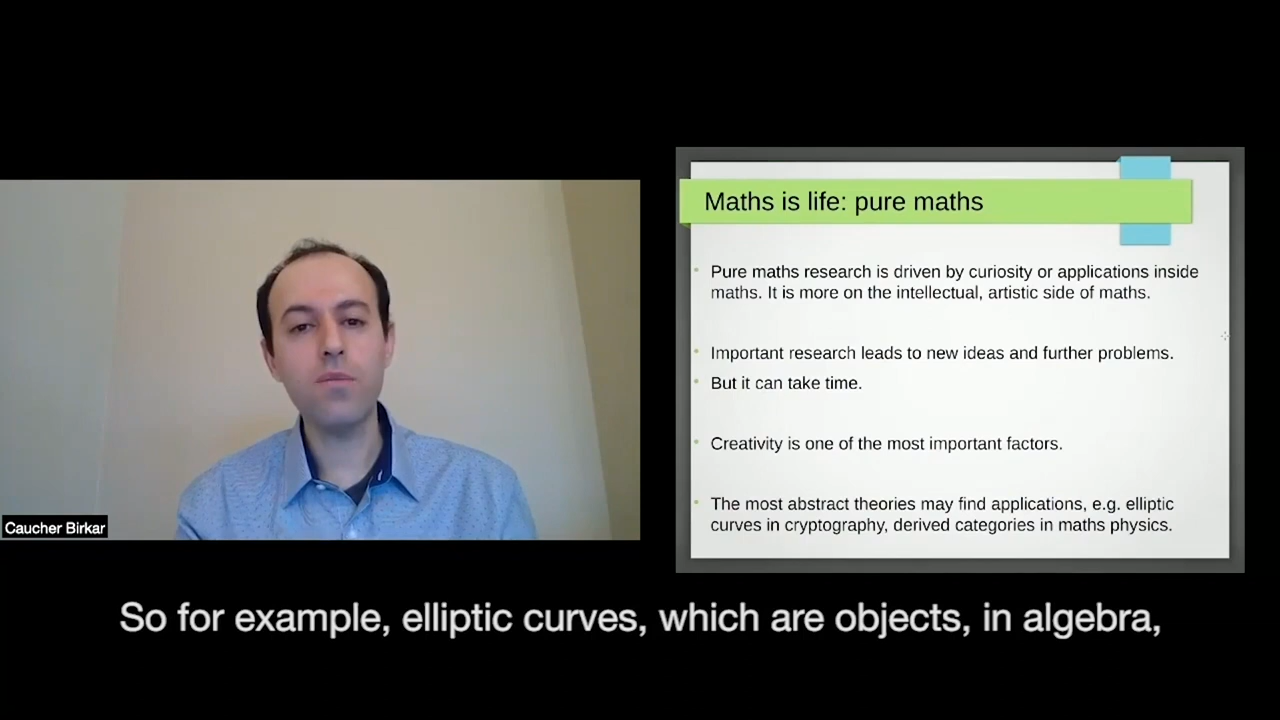 Maths is life: pure maths
Pure maths research is driven by curiosity or applications inside
maths. It is more on the intellectual, artistic side of maths.
Important research leads to new ideas and further problems.
But it can take time.
Creativity is one of the most important factors.
The most abstract theories may find applications, e.g. elliptic
curves in cryptography, derived categories in maths physics.
Caucher Birkar
So for example, elliptic curves, which are objects, in algebra,